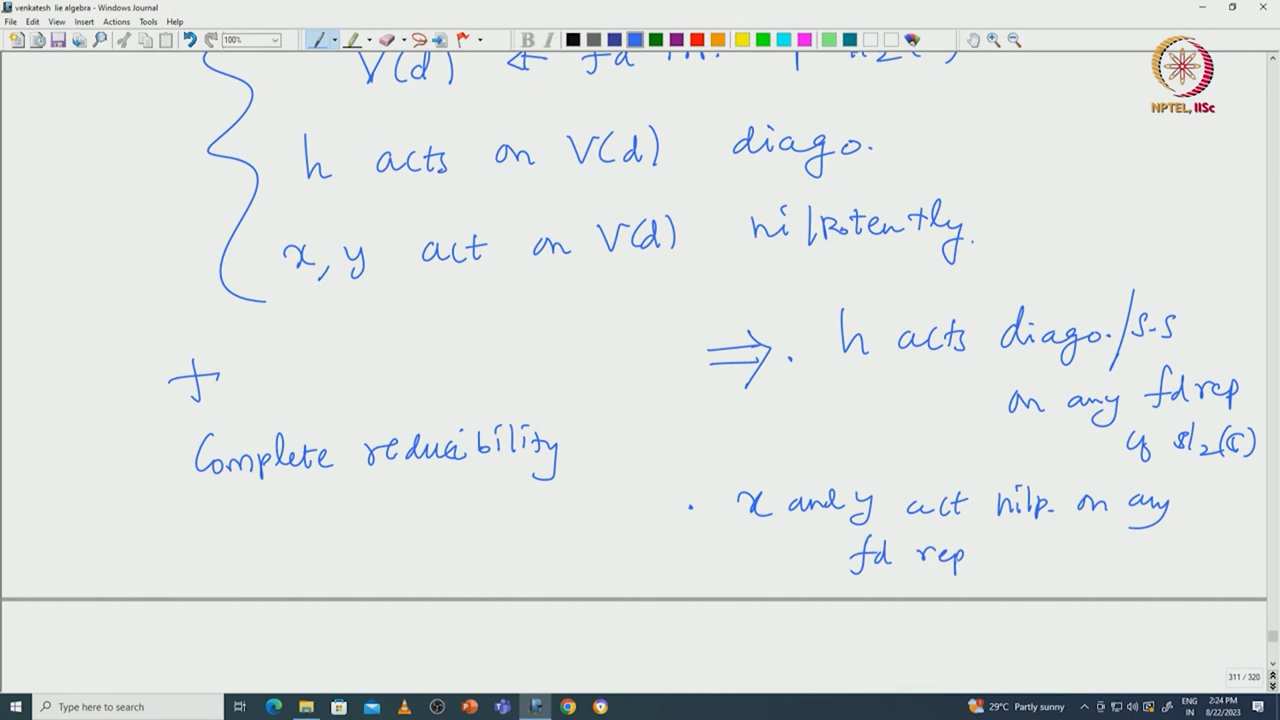 venkatesh lie algebra - Windows Journal
File Edit View Insert Actions Tools Help
100%
NPTEL, IISc
V(d) ←
h acts on V(d) diago.
x, y act on V(d) nilpotently.
⇒ . h acts diago./s-s
on any fd rep
of sl₂(C)
+
Complete reducibility
. x and y act nilp. on any
fd rep
311 / 320
Type here to search
29°C Partly sunny
ENG
IN
2:24 PM
8/22/2023